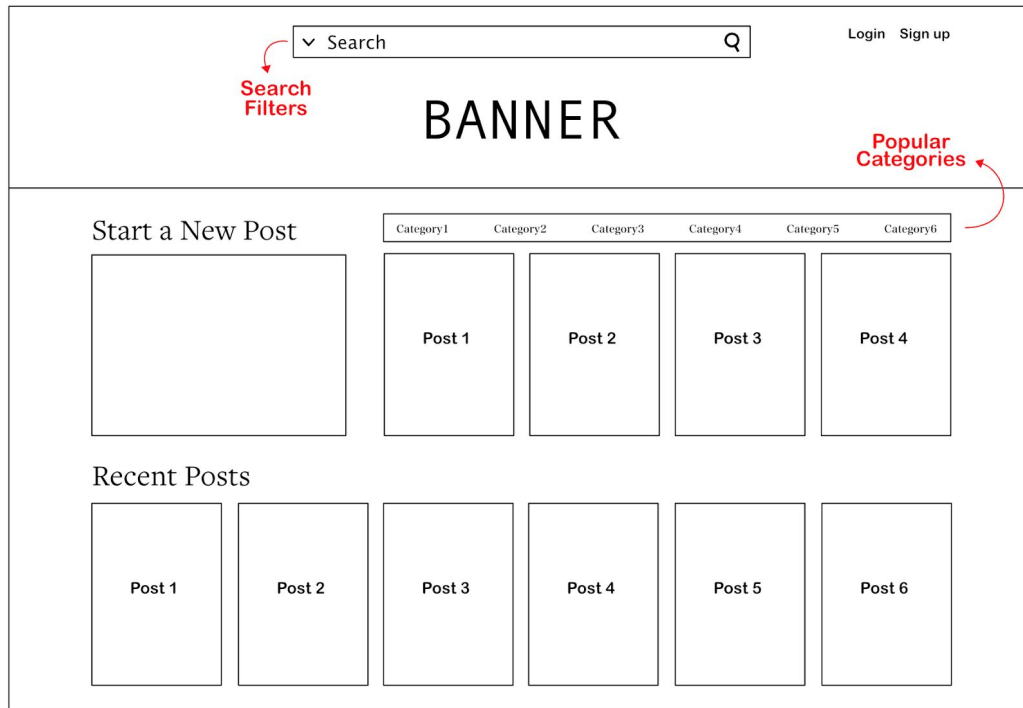 Search
Login Sign up
Search
Filters
BANNER
Popular
Categories
Start a New Post
Category1 Category2 Category3 Category4 Category5 Category6
Post 1 Post 2 Post 3 Post 4
Recent Posts
Post 1 Post 2 Post 3 Post 4 Post 5 Post 6